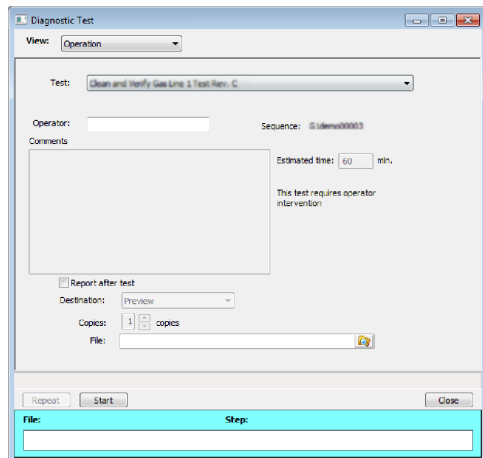 Diagnostic Test
View: Operation
Test: Clean and Verify Gas Line 1 Test Rev. C
Operator:
Sequence: G1demo00003
Comments
Estimated time: 60 min.
This test requires operator
intervention
Report after test
Destination: Preview
Copies: 1 copies
File:
Repeat Start Close
File: Step: